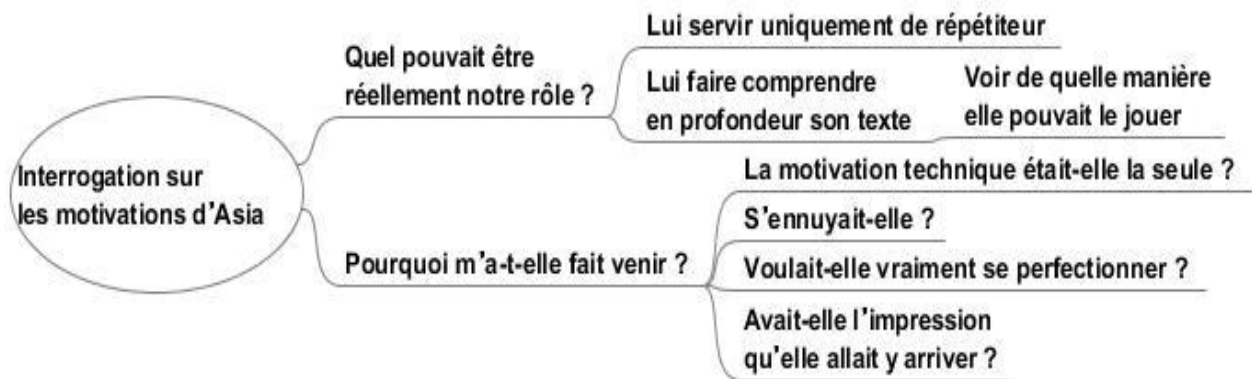 Interrogation sur
les motivations d’Asia
Quel pouvait être
réellement notre rôle ?
Lui servir uniquement de répétiteur
Lui faire comprendre
en profondeur son texte
Voir de quelle manière
elle pouvait le jouer
Pourquoi m’a-t-elle fait venir ?
La motivation technique était-elle la seule ?
S’ennuyait-elle ?
Voulait-elle vraiment se perfectionner ?
Avait-elle l’impression
qu’elle allait y arriver ?